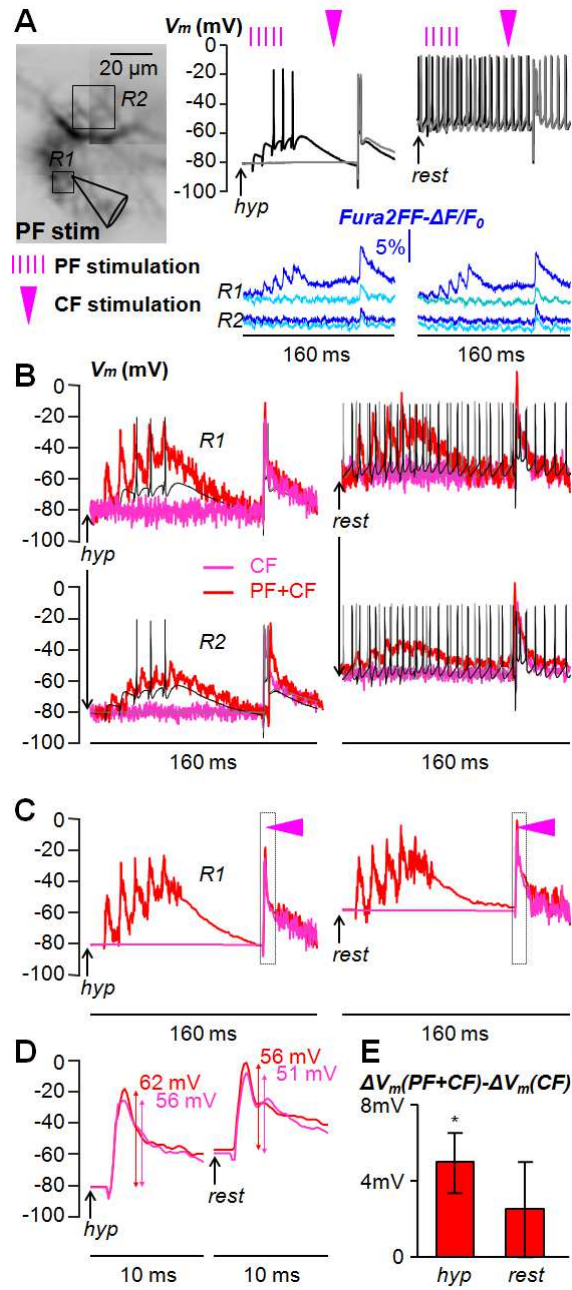 A
20 µm
R2
R1
PF stim
PF stimulation
CF stimulation
Vm (mV)
0
-20
-40
-60
-80
-100
hyp
rest
Fura2FF-ΔF/F0
5%
R1
R2
160 ms
160 ms
B
Vm (mV)
0
-20
-40
-60
-80
-100
R1
hyp
rest
CF
PF+CF
0
-20
-40
-60
-80
-100
R2
160 ms
160 ms
C
0
-20
-40
-60
-80
-100
R1
hyp
rest
160 ms
160 ms
D
0
-20
-40
-60
-80
-100
62 mV
56 mV
56 mV
51 mV
hyp
rest
10 ms
10 ms
E
ΔVm(PF+CF)-ΔVm(CF)
8mV
4mV
0
*
hyp
rest